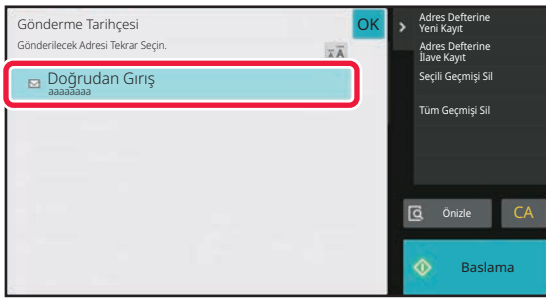 Gönderme Tarihçesi
OK
Gönderilecek Adresi Tekrar Seçin.
Doğrudan Giriş
aaaaaaaa
Adres Defterine
Yeni Kayıt
Adres Defterine
İlave Kayıt
Seçili Geçmişi Sil
Tüm Geçmişi Sil
Önizle
CA
Baslama